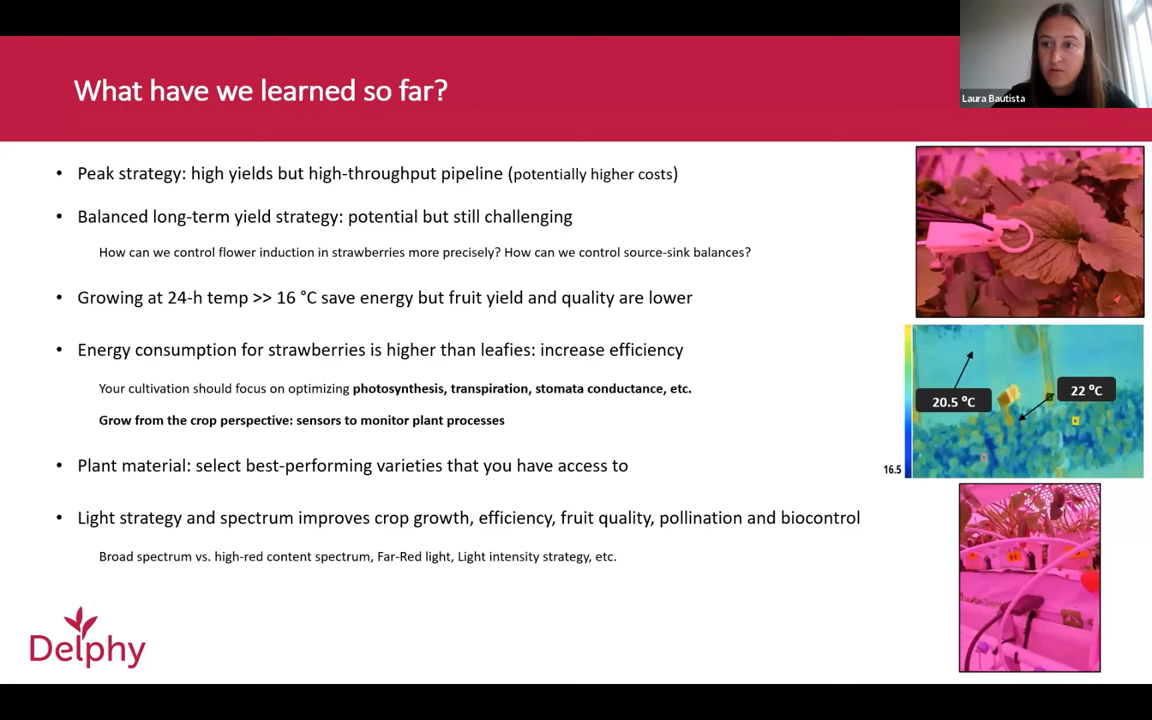 What have we learned so far?
Laura Bautista
• Peak strategy: high yields but high-throughput pipeline (potentially higher costs)
• Balanced long-term yield strategy: potential but still challenging
How can we control flower induction in strawberries more precisely? How can we control source-sink balances?
• Growing at 24-h temp >> 16 °C save energy but fruit yield and quality are lower
• Energy consumption for strawberries is higher than leafies: increase efficiency
Your cultivation should focus on optimizing photosynthesis, transpiration, stomata conductance, etc.
Grow from the crop perspective: sensors to monitor plant processes
• Plant material: select best-performing varieties that you have access to
• Light strategy and spectrum improves crop growth, efficiency, fruit quality, pollination and biocontrol
Broad spectrum vs. high-red content spectrum, Far-Red light, Light intensity strategy, etc.
20.5 °C
22 °C
16.5
Delphy